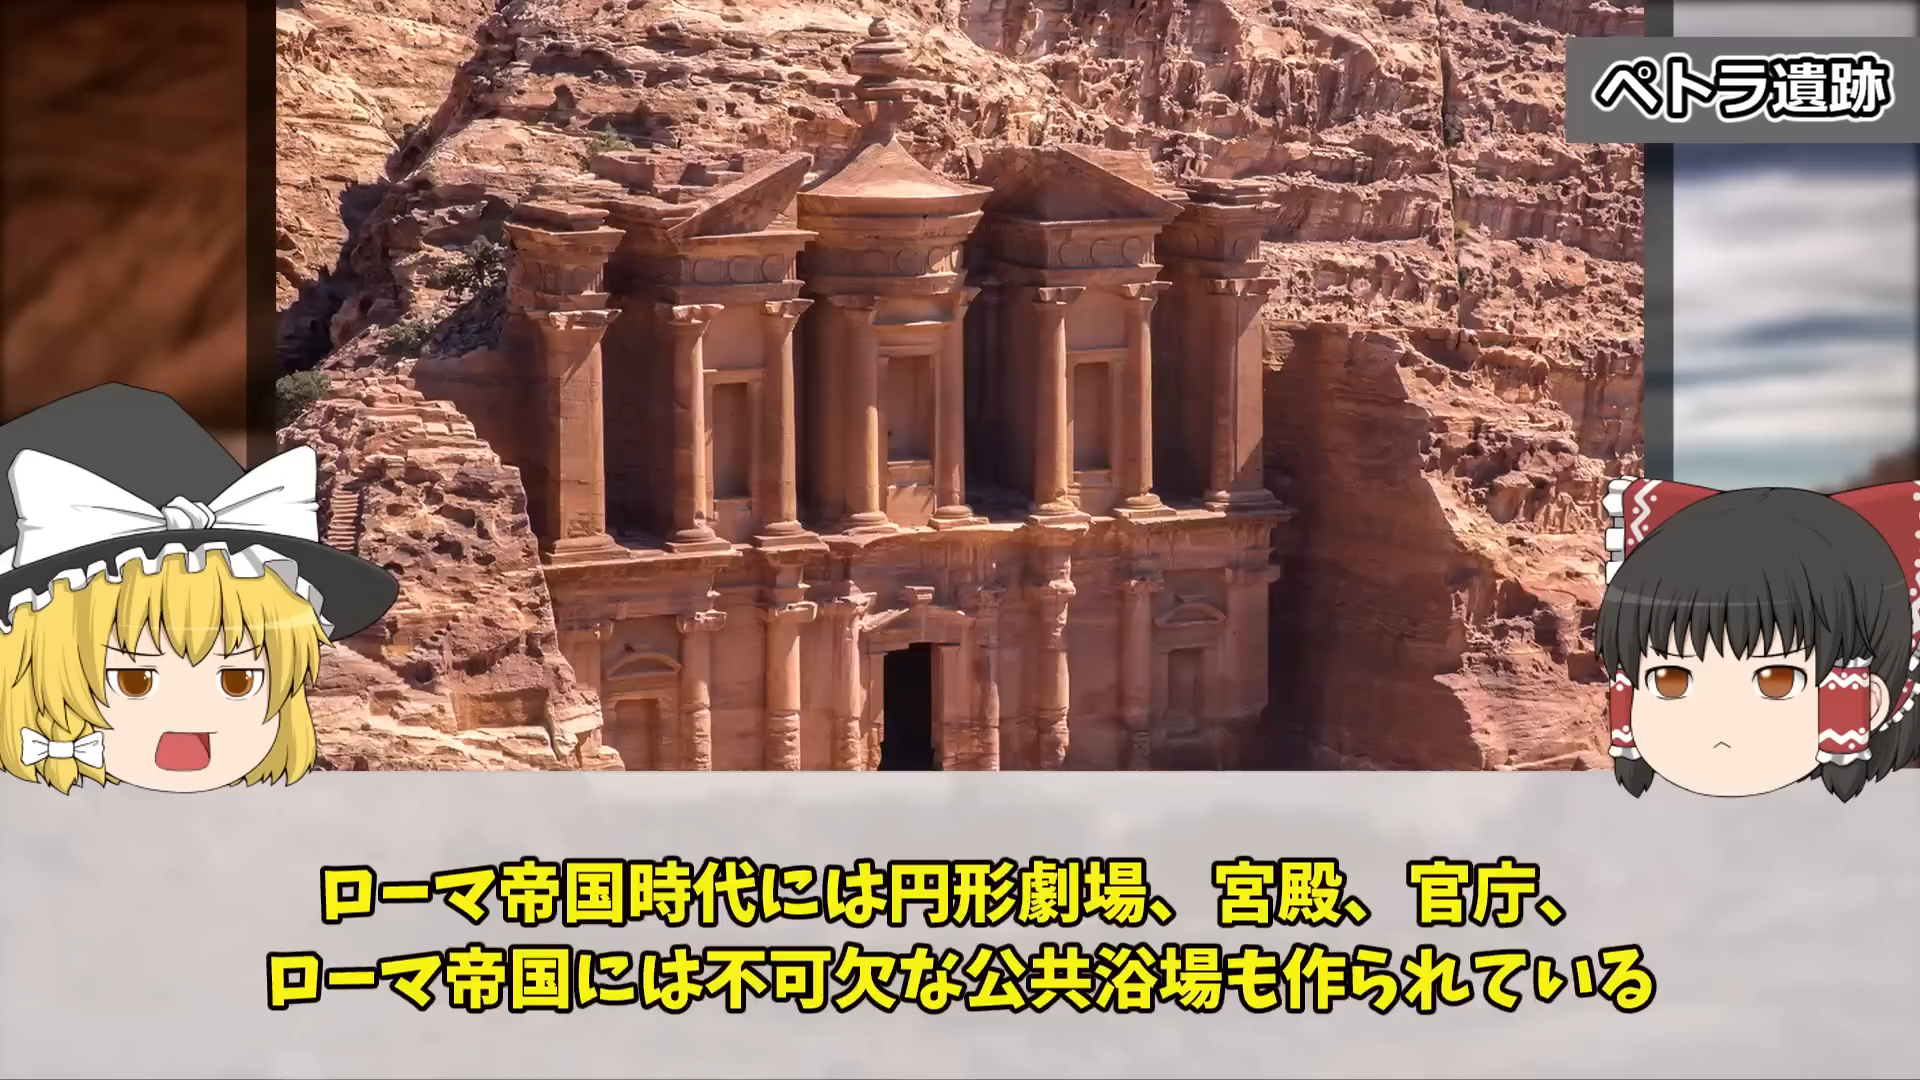 ペトラ遺跡
ローマ帝国時代には円形劇場、宮殿、官庁、
ローマ帝国には不可欠な公共浴場も作られている